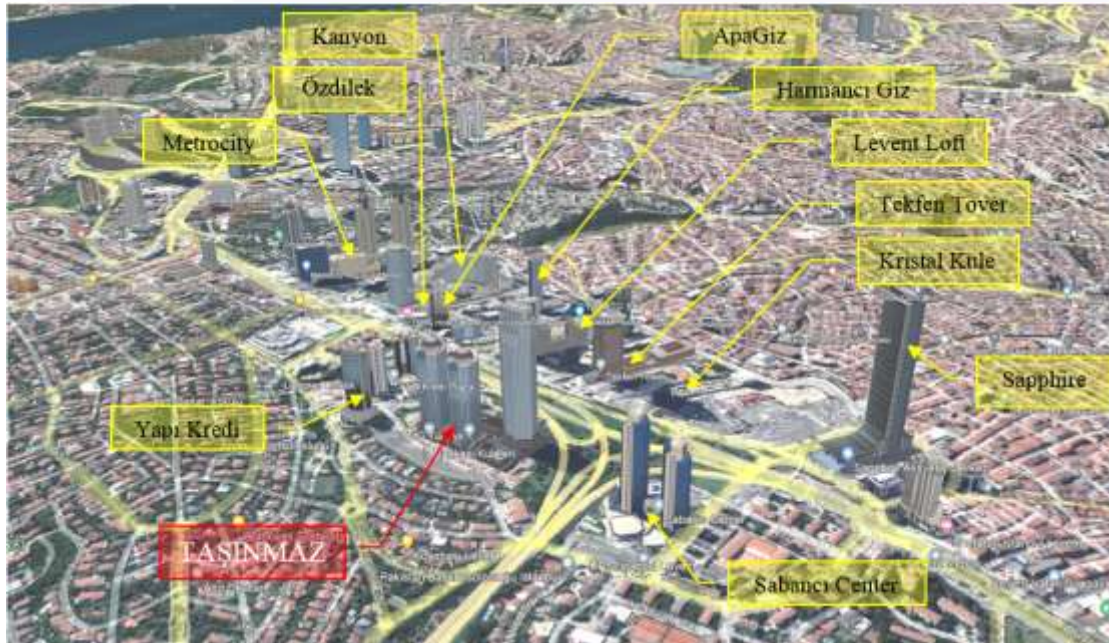 Kanyon
ApaGiz
Özdilek
Harmancı Giz
Metrocity
Levent Loft
Tekfen Tover
Kristal Kule
Sapphire
Yapı Kredi
TAŞINMAZ
Sabancı Center